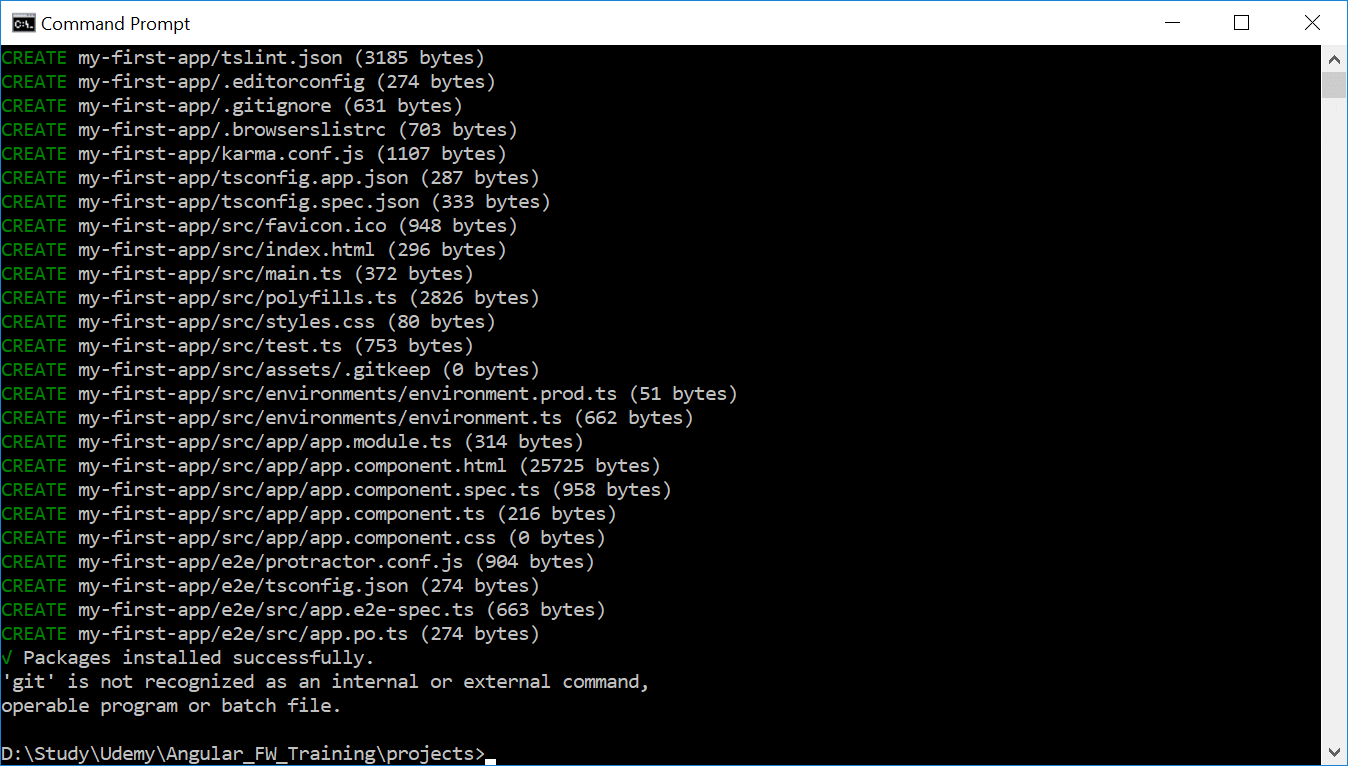 Command Prompt
CREATE my-first-app/tslint.json (3185 bytes)
CREATE my-first-app/.editorconfig (274 bytes)
CREATE my-first-app/.gitignore (631 bytes)
CREATE my-first-app/.browserslistrc (703 bytes)
CREATE my-first-app/karma.conf.js (1107 bytes)
CREATE my-first-app/tsconfig.app.json (287 bytes)
CREATE my-first-app/tsconfig.spec.json (333 bytes)
CREATE my-first-app/src/favicon.ico (948 bytes)
CREATE my-first-app/src/index.html (296 bytes)
CREATE my-first-app/src/main.ts (372 bytes)
CREATE my-first-app/src/polyfills.ts (2826 bytes)
CREATE my-first-app/src/styles.css (80 bytes)
CREATE my-first-app/src/test.ts (753 bytes)
CREATE my-first-app/src/assets/.gitkeep (0 bytes)
CREATE my-first-app/src/environments/environment.prod.ts (51 bytes)
CREATE my-first-app/src/environments/environment.ts (662 bytes)
CREATE my-first-app/src/app/app.module.ts (314 bytes)
CREATE my-first-app/src/app/app.component.html (25725 bytes)
CREATE my-first-app/src/app/app.component.spec.ts (958 bytes)
CREATE my-first-app/src/app/app.component.ts (216 bytes)
CREATE my-first-app/src/app/app.component.css (0 bytes)
CREATE my-first-app/e2e/protractor.conf.js (904 bytes)
CREATE my-first-app/e2e/tsconfig.json (274 bytes)
CREATE my-first-app/e2e/src/app.e2e-spec.ts (663 bytes)
CREATE my-first-app/e2e/src/app.po.ts (274 bytes)
√ Packages installed successfully.
'git' is not recognized as an internal or external command,
operable program or batch file.
D:\Study\Udemy\Angular_FW_Training\projects>